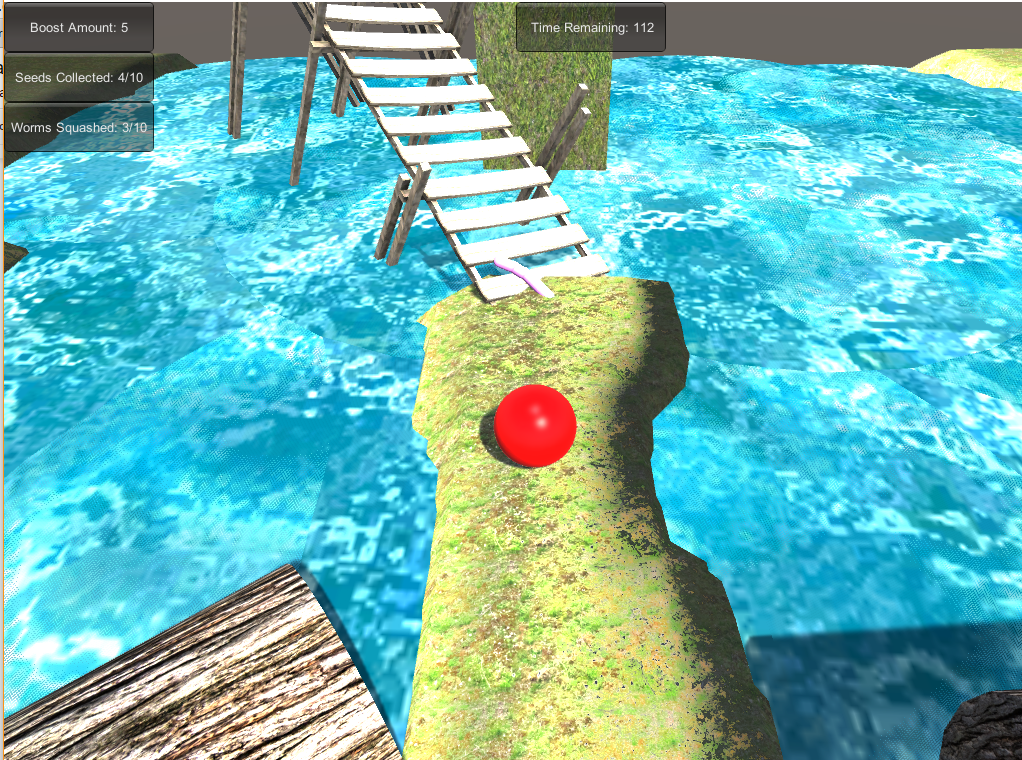 Boost Amount: 5
Time Remaining: 112
Seeds Collected: 4/10
Worms Squashed: 3/10